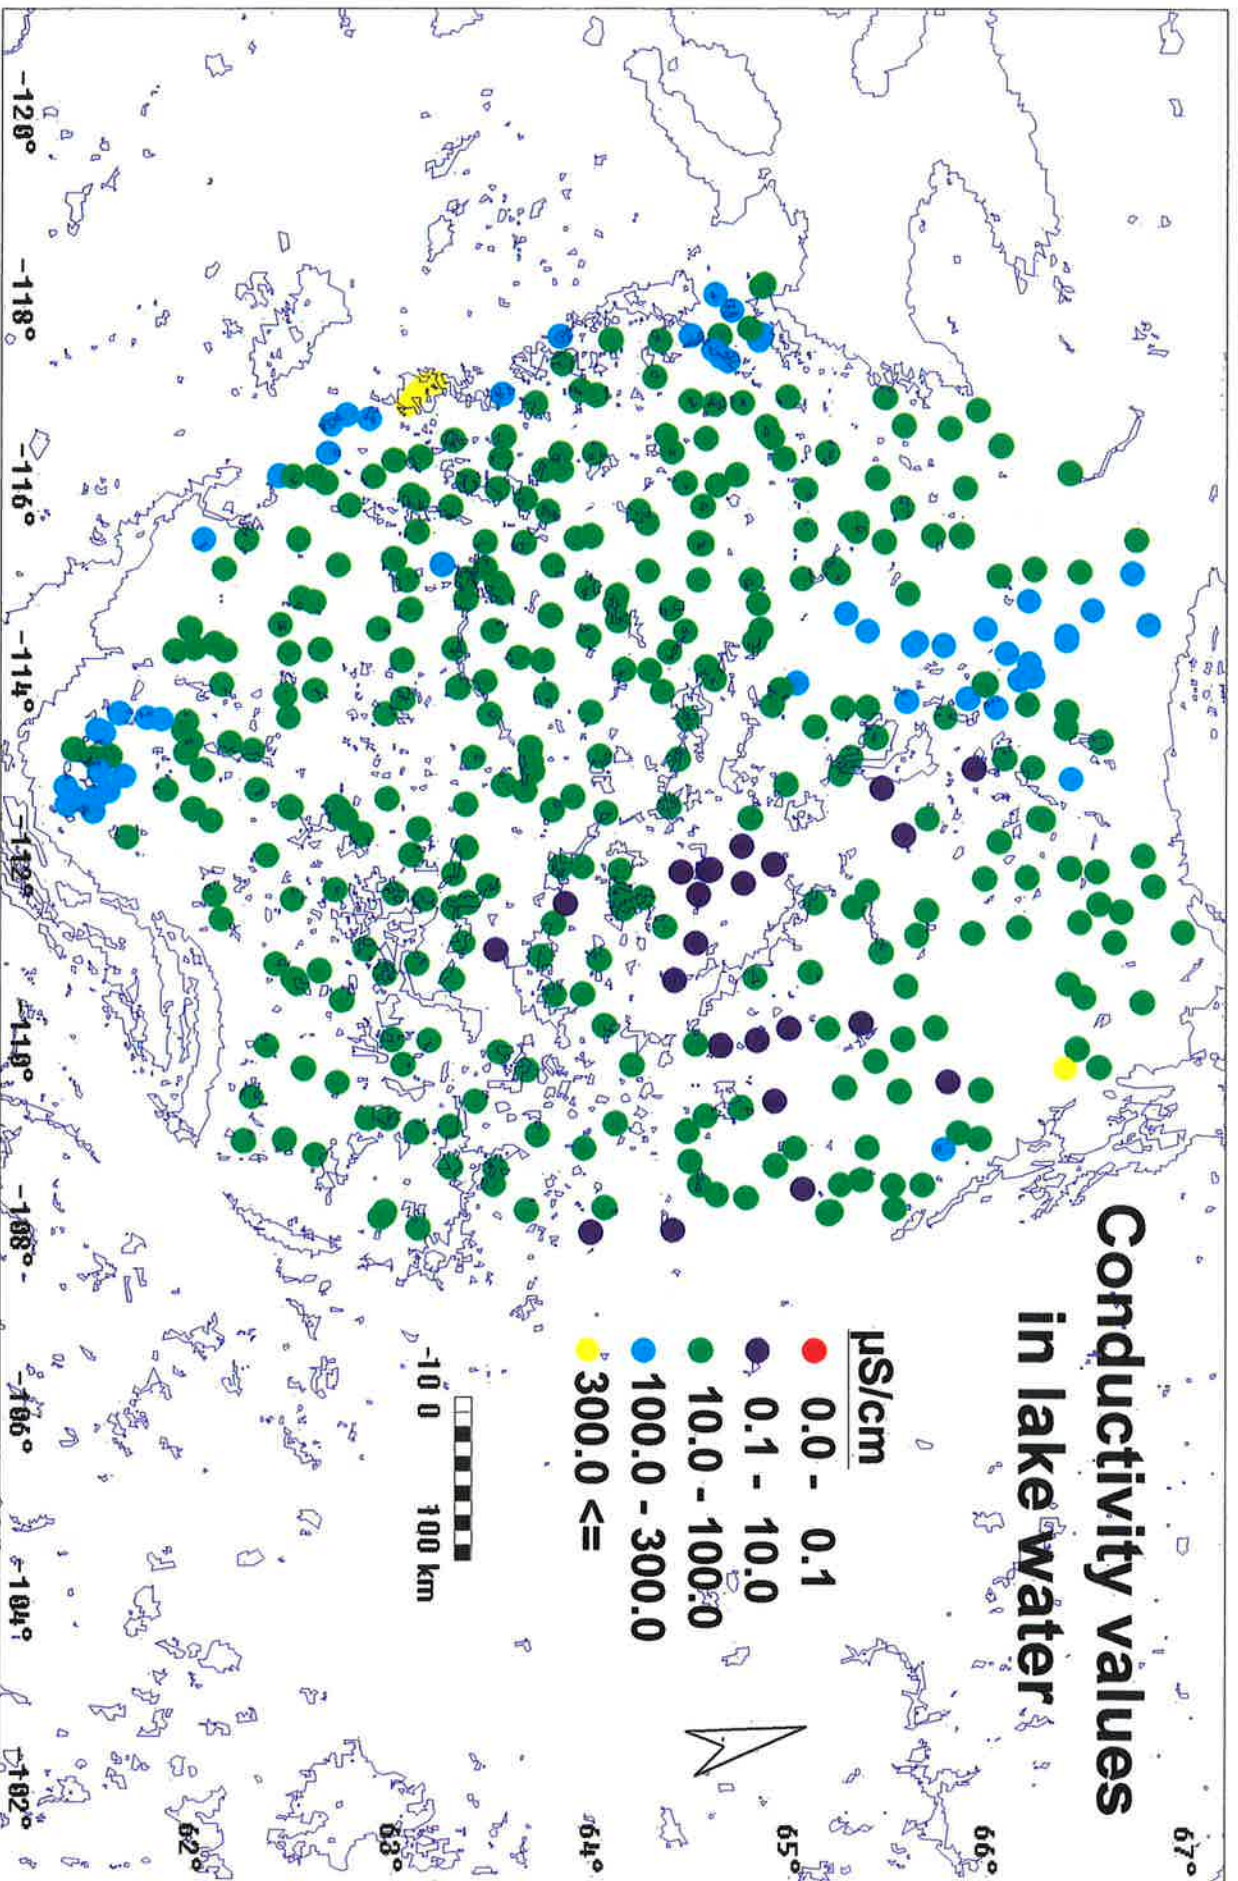 Conductivity values
in lake water
µS/cm
0.0 - 0.1
0.1 - 10.0
10.0 - 100.0
100.0 - 300.0
300.0 <=
-10 0 100 km
67°
66°
65°
64°
63°
62°
-120° -118° -116° -114° -112° -110° -108° -106° -104° -102°